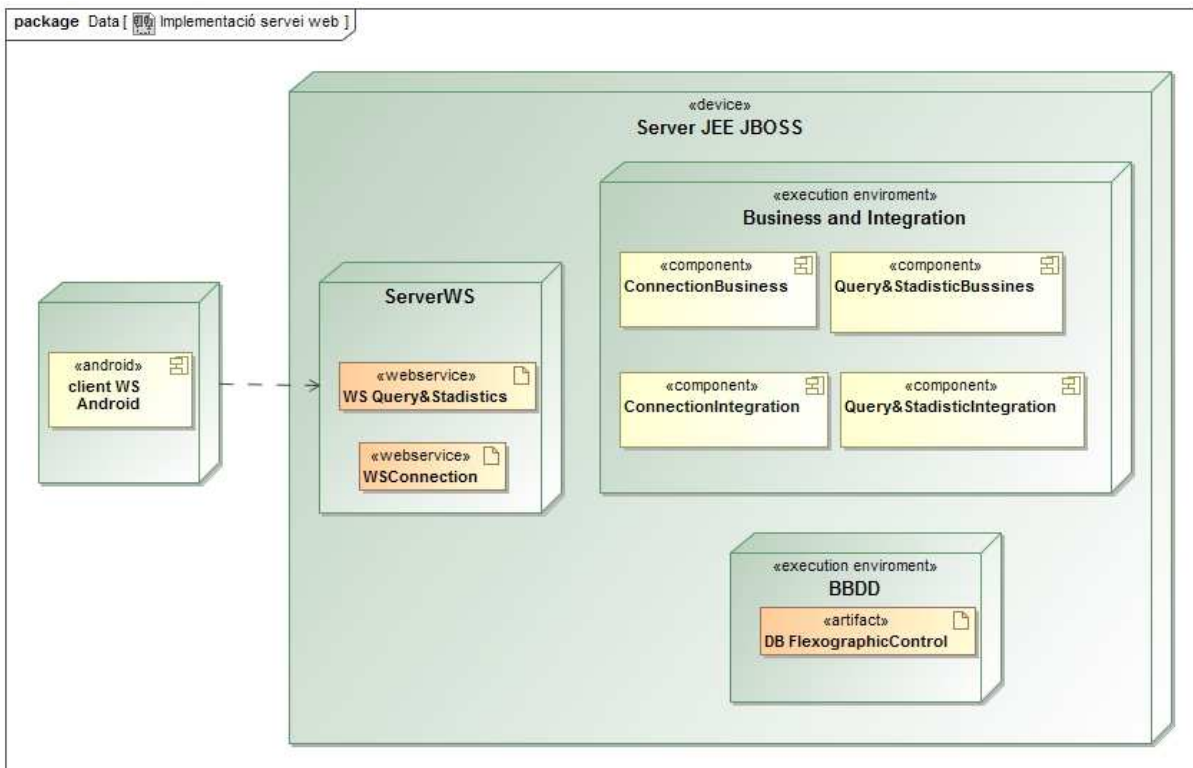 package Data [ Implementació servei web ]
«device»
Server JEE JBOSS
«execution enviroment»
Business and Integration
«component»
ConnectionBusiness
«component»
Query&StadisticBussines
«component»
ConnectionIntegration
«component»
Query&StadisticIntegration
ServerWS
«webservice»
WS Query&Stadistics
«webservice»
WSConnection
«android»
client WS
Android
«execution enviroment»
BBDD
«artifact»
DB FlexographicControl